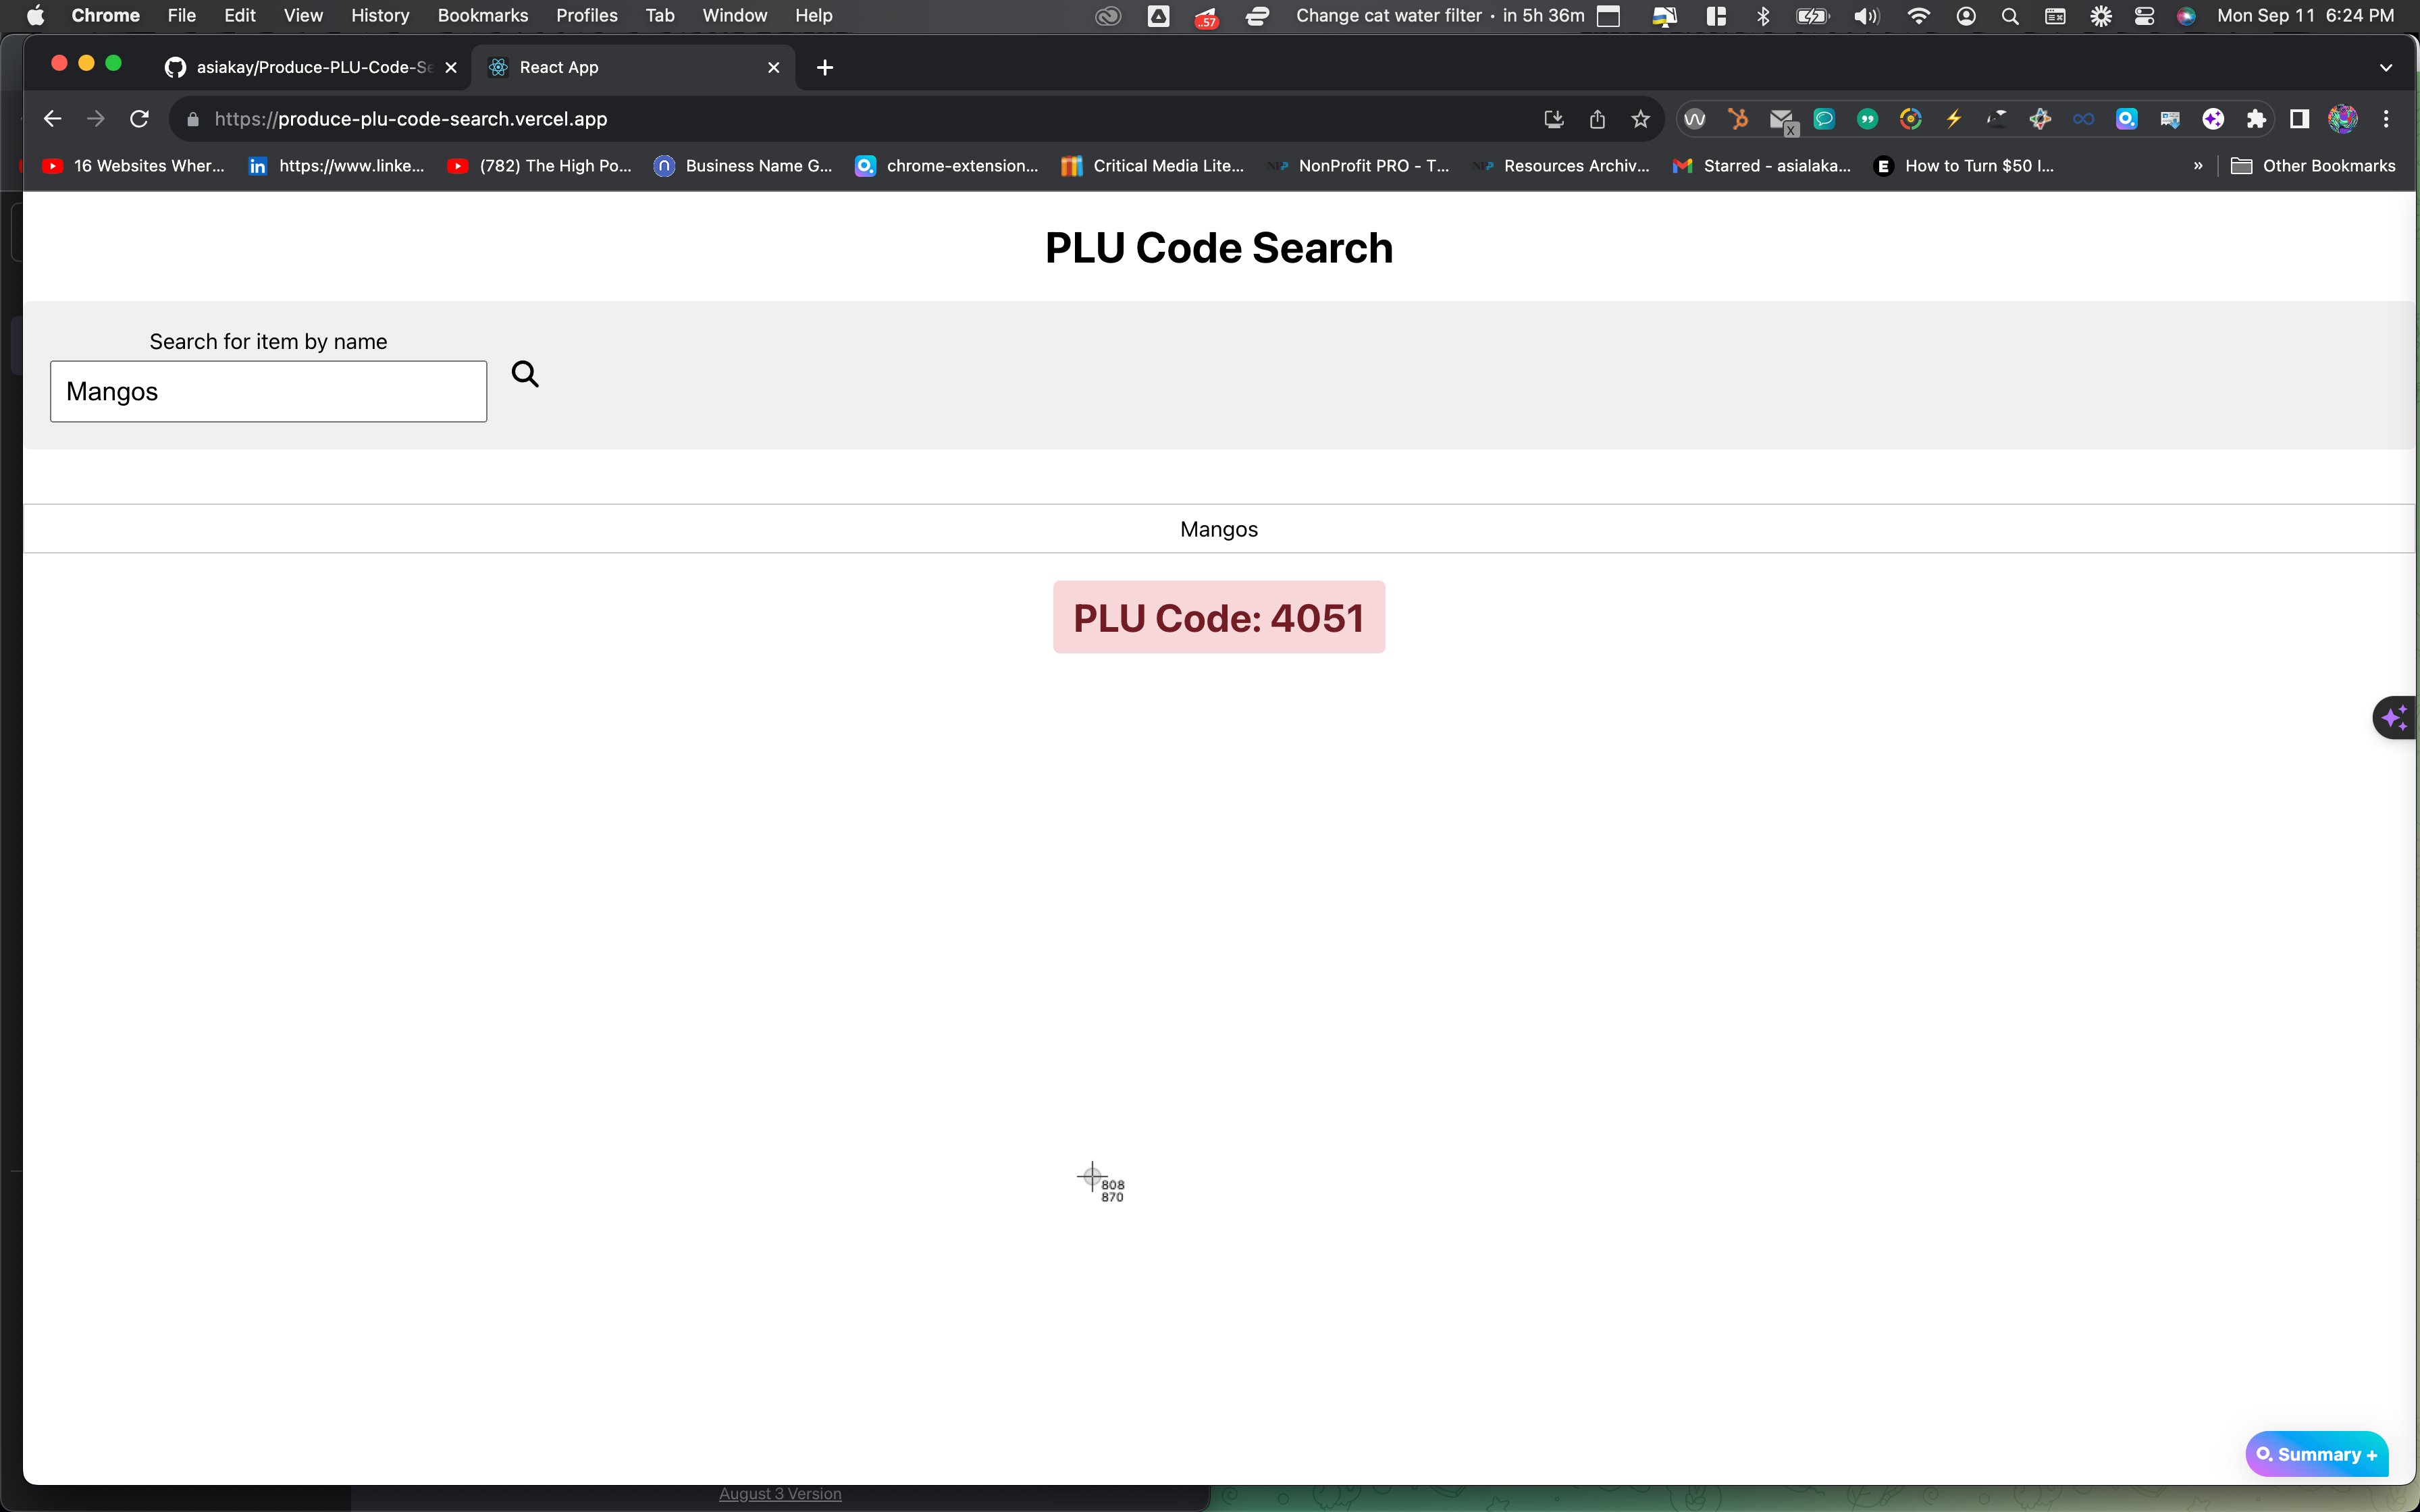 Chrome File Edit View History Bookmarks Profiles Tab Window Help .57 Change cat water filter • in 5h 36m Mon Sep 11 6:24 PM
asiakay/Produce-PLU-Code-Se React App
https://produce-plu-code-search.vercel.app
16 Websites Wher... https://www.linke... (782) The High Po... Business Name G... chrome-extension... Critical Media Lite... NonProfit PRO - T... Resources Archiv... Starred - asialaka... How to Turn $50 I... » Other Bookmarks
PLU Code Search
Search for item by name
Mangos
Mangos
PLU Code: 4051
808
870
Summary +
August 3 Version